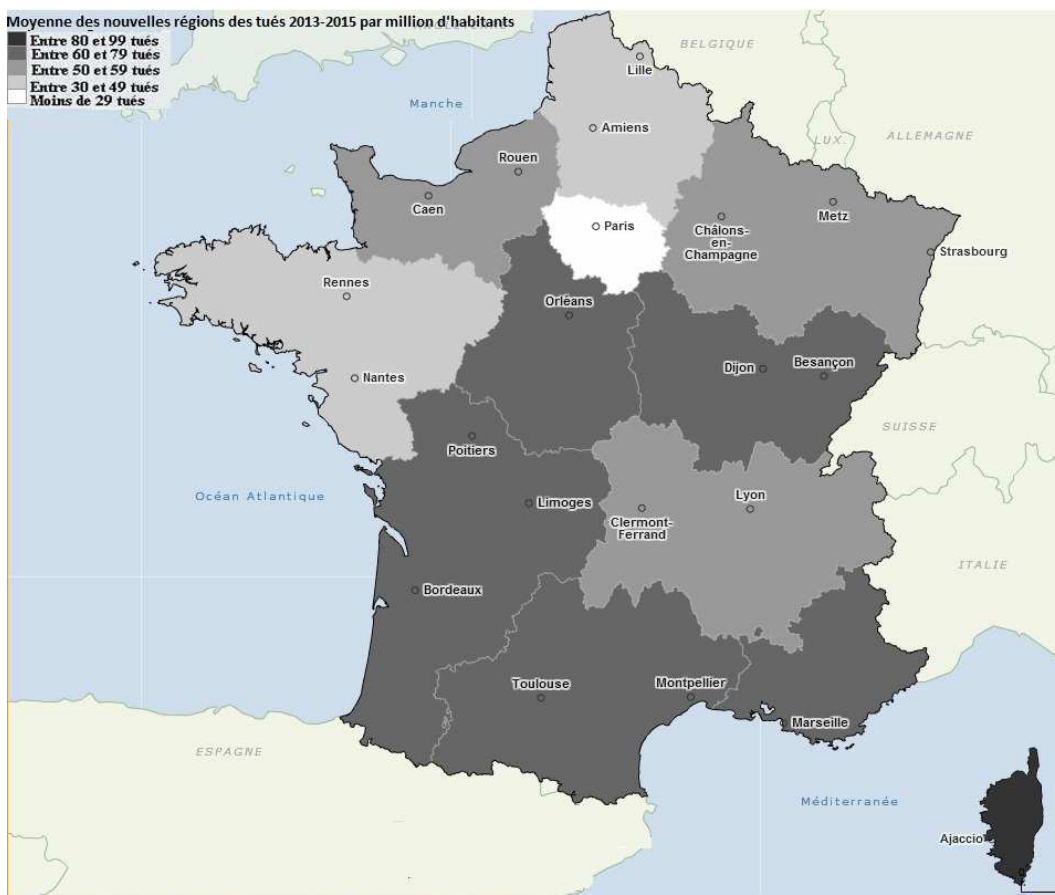 Moyenne des nouvelles régions des tués 2013-2015 par million d'habitants
Entre 80 et 99 tués
Entre 60 et 79 tués
Entre 50 et 59 tués
Entre 30 et 49 tués
Moins de 29 tués
BELGIQUE
Lille
Manche
Amiens
ALLEMAGNE
LUX.
Rouen
Caen
Metz
Châlons-
en-
Champagne
Paris
Strasbourg
Rennes
Orléans
Dijon
Besançon
Nantes
SUISSE
Poitiers
Océan Atlantique
Limoges
Lyon
Clermont-
Ferrand
ITALIE
Bordeaux
Toulouse
Montpellier
Marseille
ESPAGNE
Méditerranée
Ajaccio